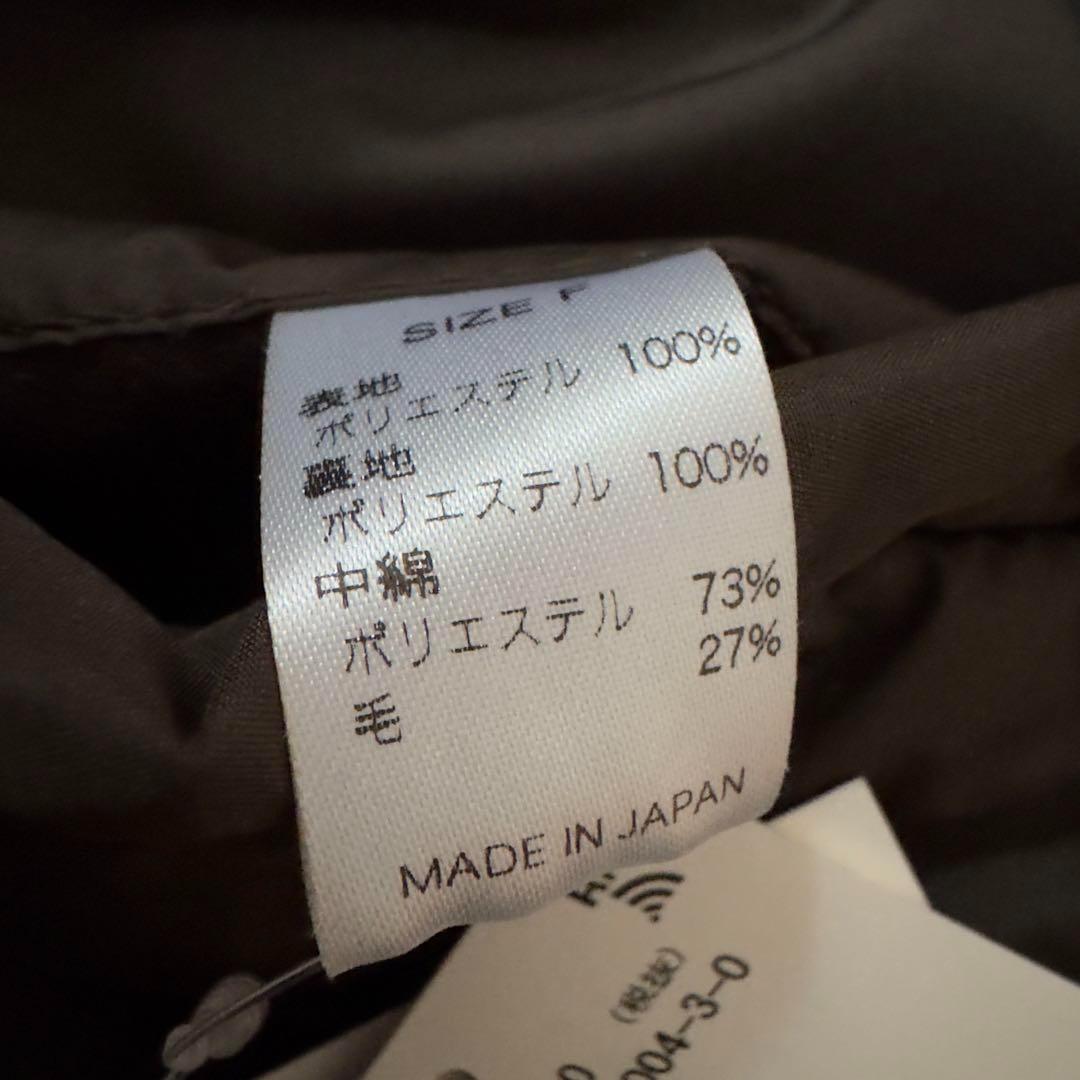 SIZE F
表地
ポリエステル 100%
裏地
ポリエステル 100%
中綿
ポリエステル 73%
毛 27%
MADE IN JAPAN
(税抜)
004-3-0